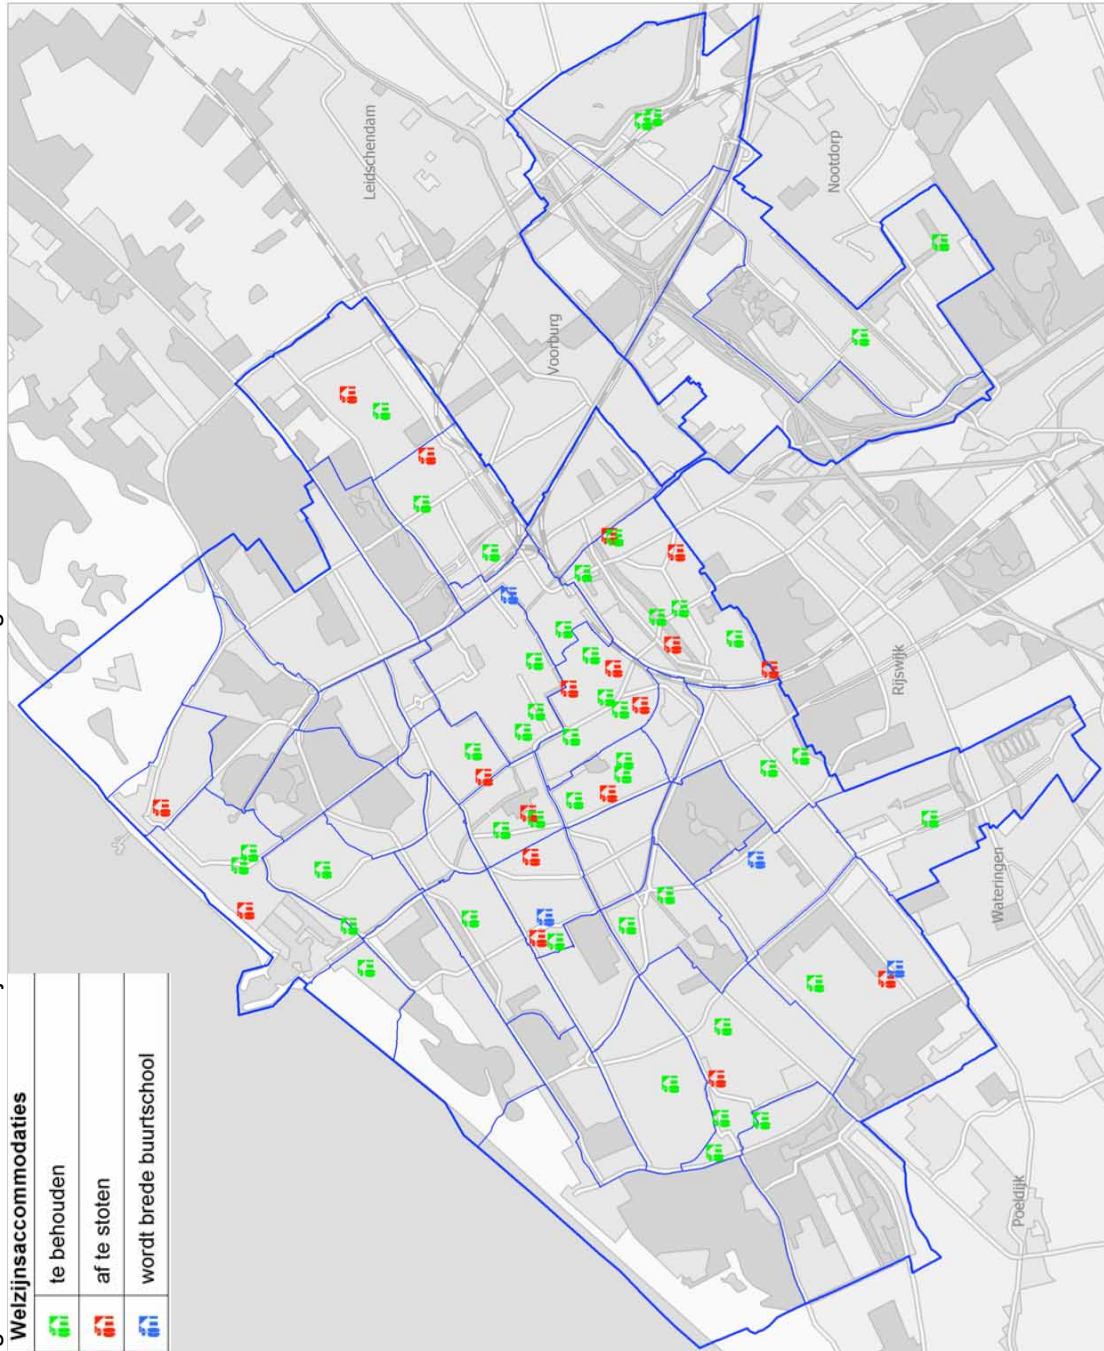 Welzijnsaccommodaties
te behouden
af te stoten
wordt brede buurtschool
Leidschendam
Voorburg
Nootdorp
Rijswijk
Wateringen
Poeldijk